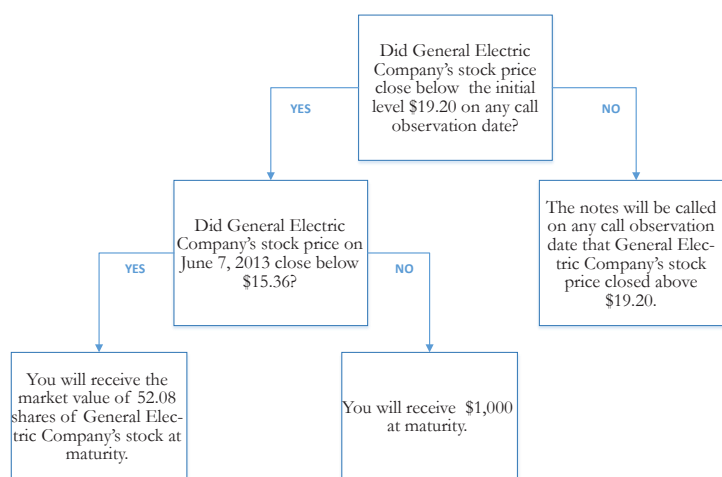 Did General Electric
Company's stock price
close below the initial
level $19.20 on any call
observation date?
YES
NO
Did General Electric
Company's stock price on
June 7, 2013 close below
$15.36?
The notes will be called
on any call observation
date that General Elec-
tric Company's stock
price closed above
$19.20.
YES
NO
You will receive the
market value of 52.08
shares of General Elec-
tric Company's stock at
maturity.
You will receive $1,000
at maturity.